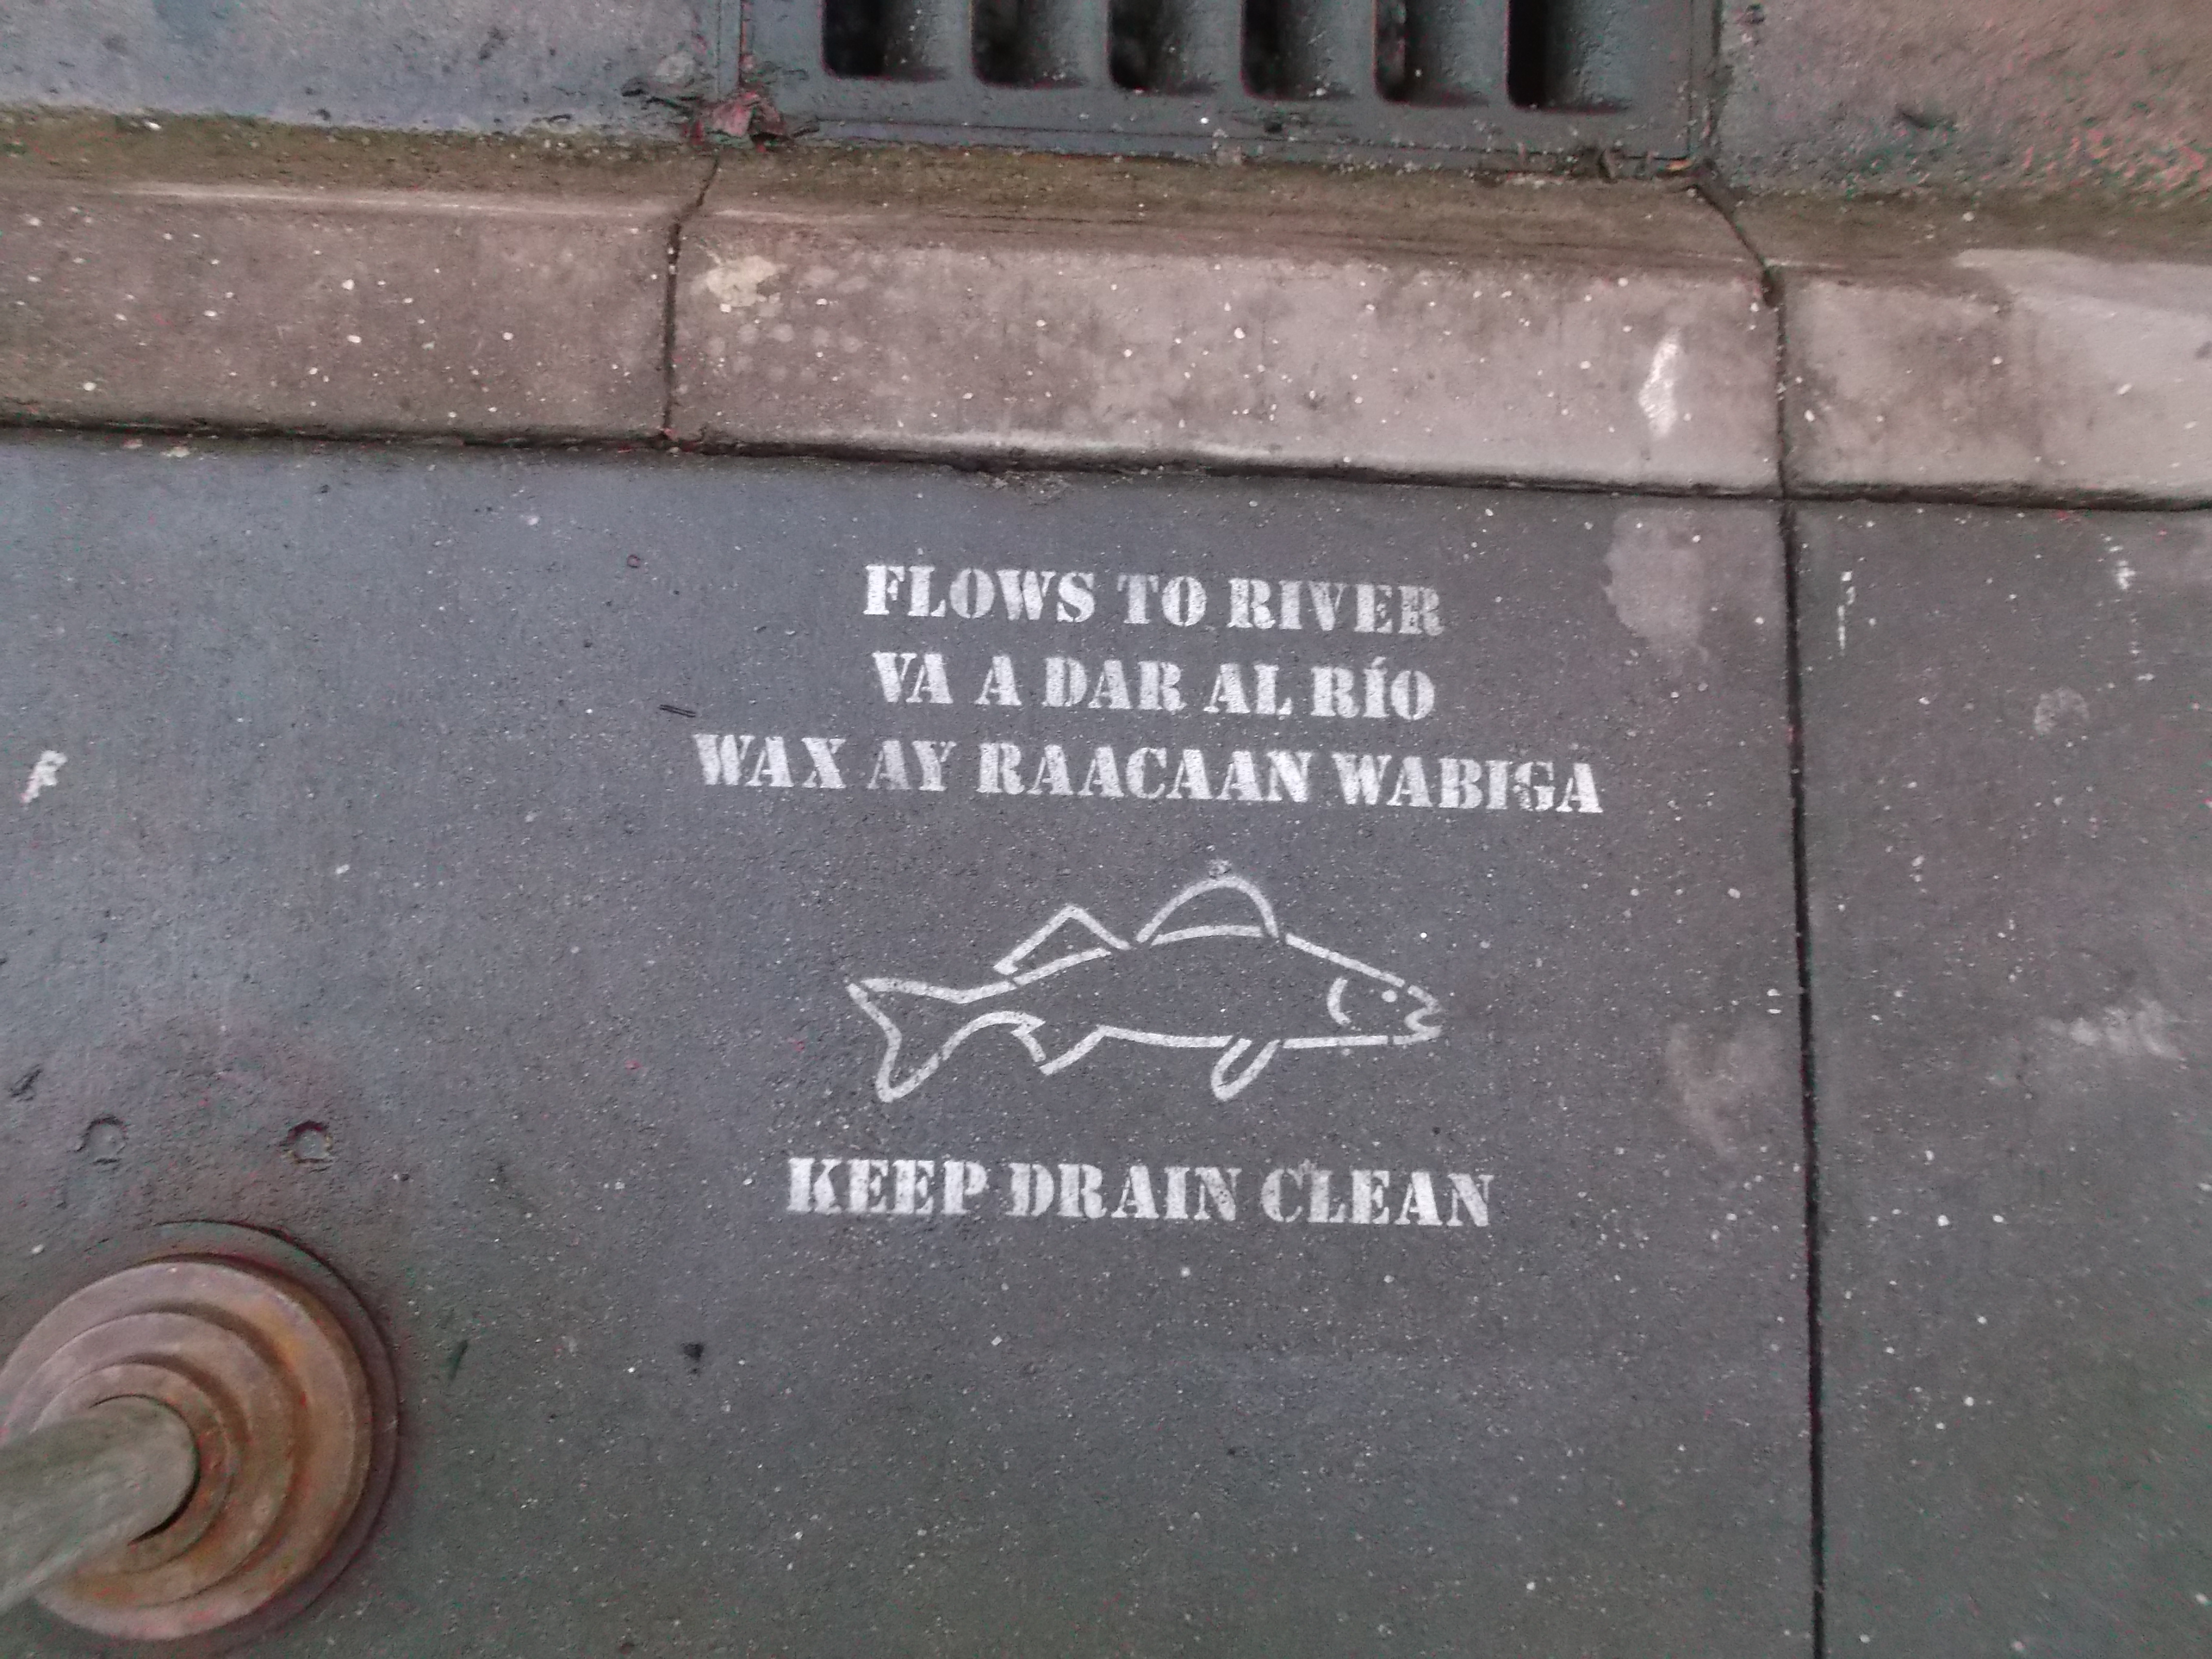 FLOWS TO RIVER
VA A DAR AL RÍO
WAX AY RAACAAN WABIGA
KEEP DRAIN CLEAN